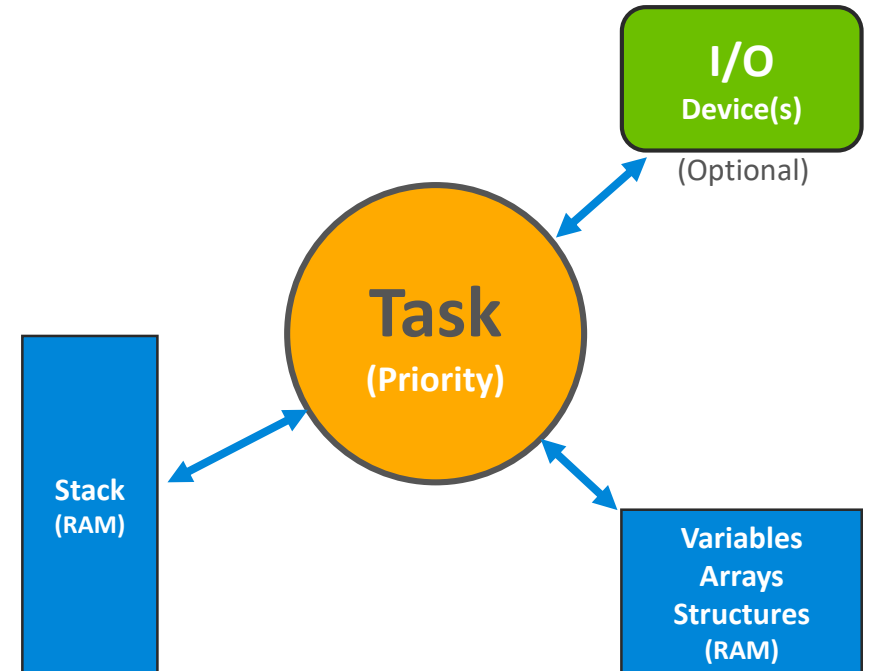 I/O
Device(s)
(Optional)
Task
(Priority)
Stack
(RAM)
Variables
Arrays
Structures
(RAM)